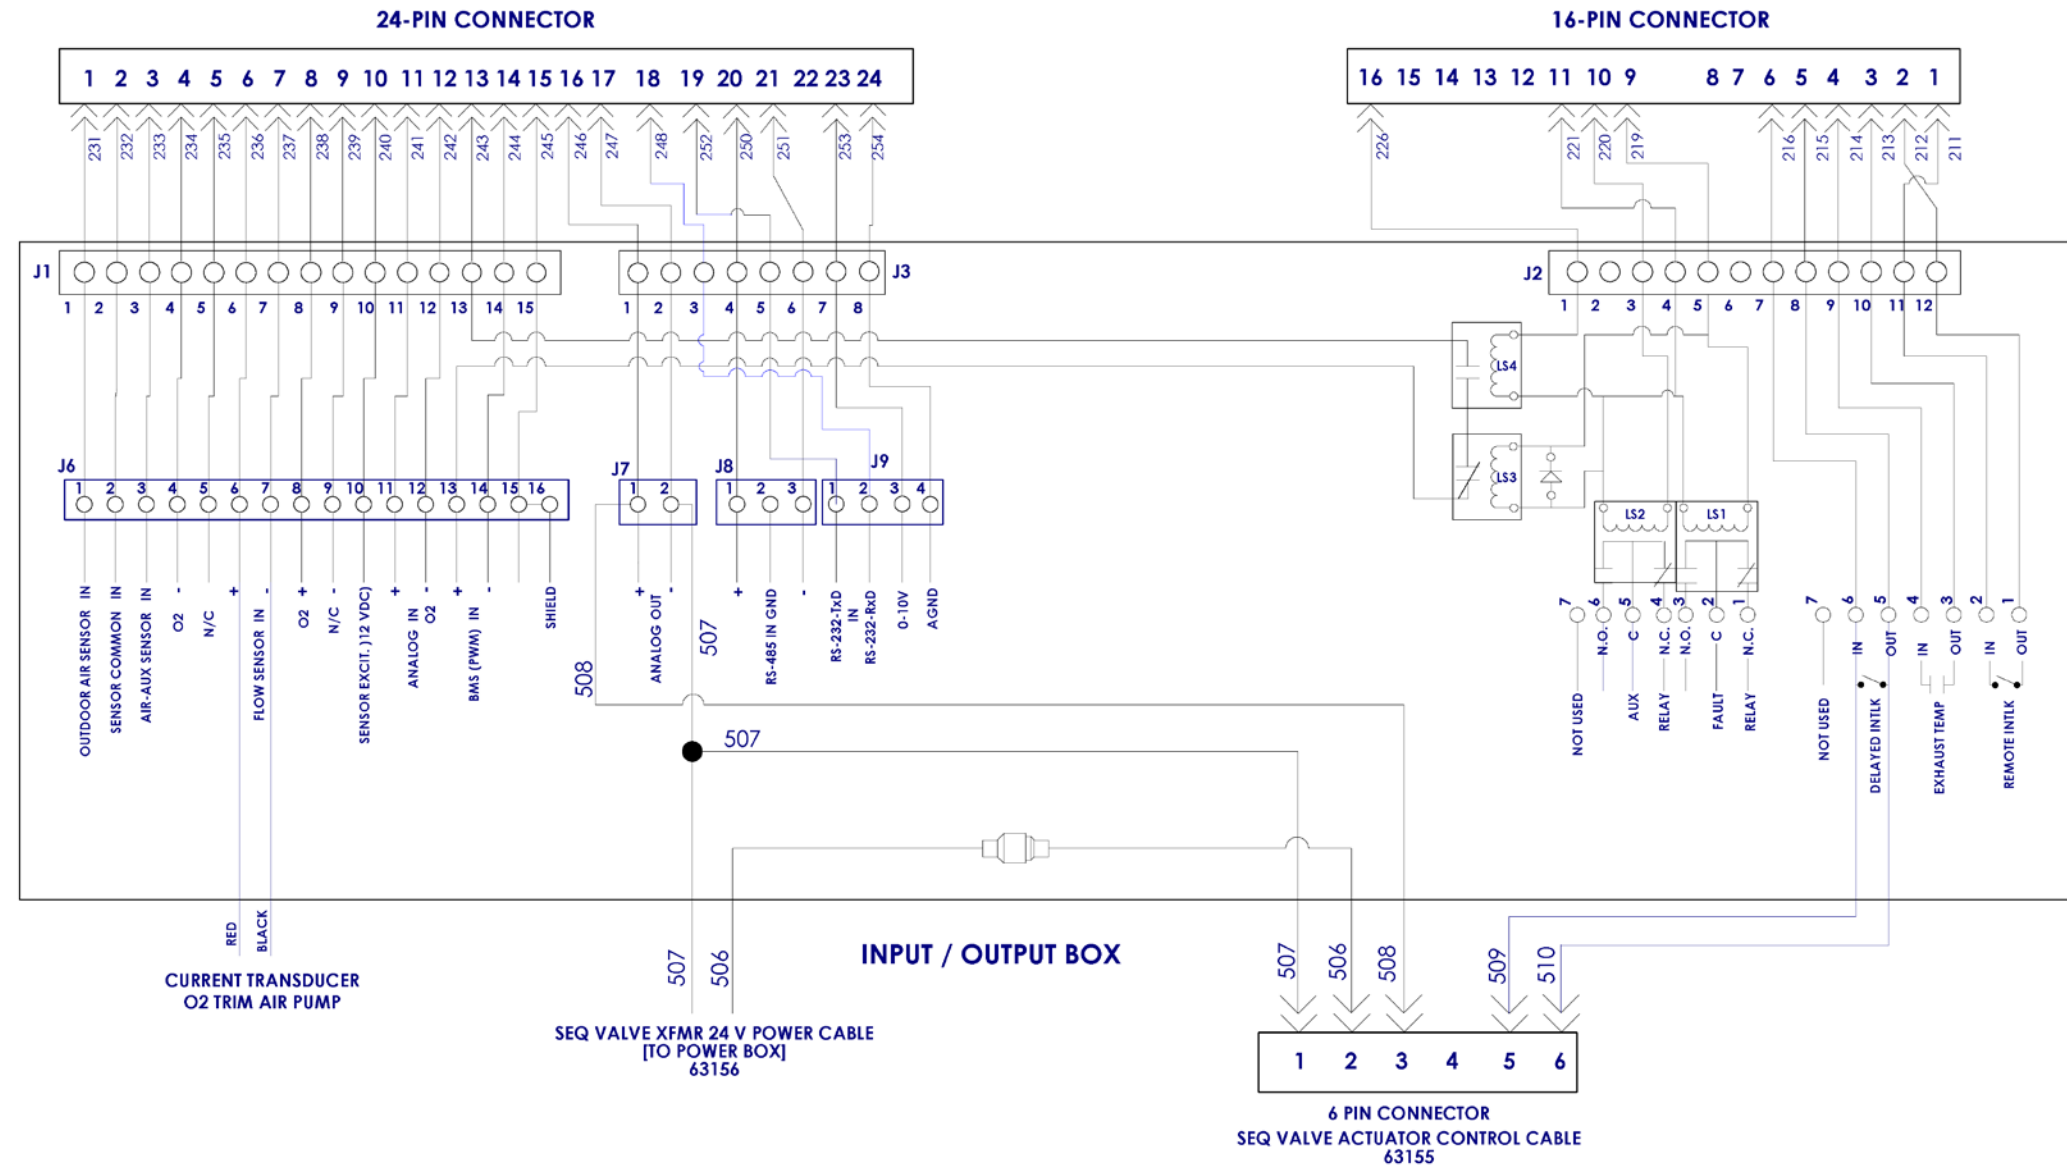 24-PIN CONNECTOR
16-PIN CONNECTOR
1 2 3 4 5 6 7 8 9 10 11 12 13 14 15 16 17 18 19 20 21 22 23 24
16 15 14 13 12 11 10 9 8 7 6 5 4 3 2 1
231 232 233 234 235 236 237 238 239 240 241 242 243 244 245 246 247 248 252 250 251 253 254
226 221 220 219 216 215 214 213 212 211
J1
J3
J2
1 2 3 4 5 6 7 8 9 10 11 12 13 14 15
1 2 3 4 5 6 7 8
1 2 3 4 5 6 7 8 9 10 11 12
LS4
LS3
LS2
LS1
J6
J7
J8
J9
1 2 3 4 5 6 7 8 9 10 11 12 13 14 15 16
1 2
1 2 3
1 2 3 4
OUTDOOR AIR SENSOR IN
SENSOR COMMON IN
AIR-AUX SENSOR IN
O2 -
N/C
+
FLOW SENSOR IN -
O2 +
N/C -
SENSOR EXCIT. ) 12 VDC)
+
ANALOG IN
O2 -
+
BMS (PWM) IN -
SHIELD
+
ANALOG OUT
-
507
508
+
RS-485 IN GND
-
RS-232-TxD
IN
RS-232-RxD
0-10V
AGND
7 6 5 4 3 2 1
NOT USED
N.O.
C
AUX
N.C.
RELAY
N.O.
C
FAULT
N.C.
RELAY
7 6 5 4 3 2 1
NOT USED
IN
OUT
DELAYED INTLK
IN
OUT
EXHAUST TEMP
IN
OUT
REMOTE INTLK
507
RED
BLACK
CURRENT TRANSDUCER
O2 TRIM AIR PUMP
507
506
INPUT / OUTPUT BOX
507
506
508
509
510
SEQ VALVE XFMR 24 V POWER CABLE
[TO POWER BOX]
63156
1 2 3 4 5 6
6 PIN CONNECTOR
SEQ VALVE ACTUATOR CONTROL CABLE
63155